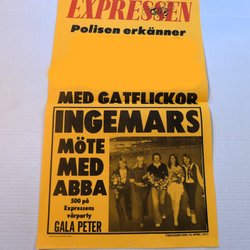 EXPRESSEN
Polisen erkänner
MED GATFLICKOR
INGEMARS
MÖTE
MED
ABBA
500 på
Expressens
vårparty
GALA PETER